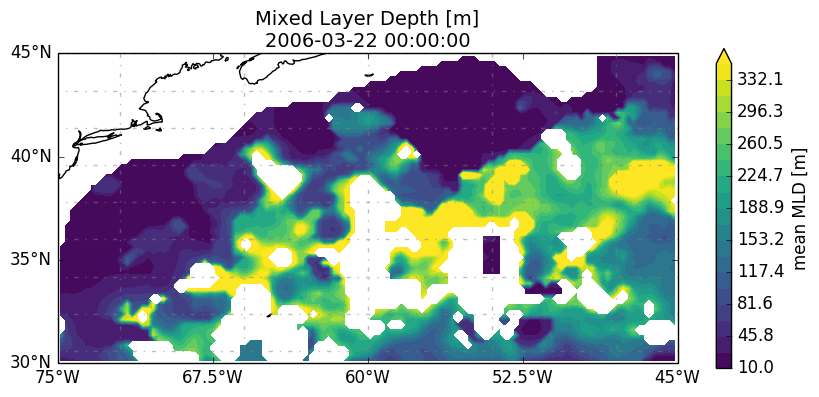 Mixed Layer Depth [m]
2006-03-22 00:00:00
45°N
40°N
35°N
30°N
75°W
67.5°W
60°W
52.5°W
45°W
332.1
296.3
260.5
224.7
188.9
153.2
117.4
81.6
45.8
10.0
mean MLD [m]